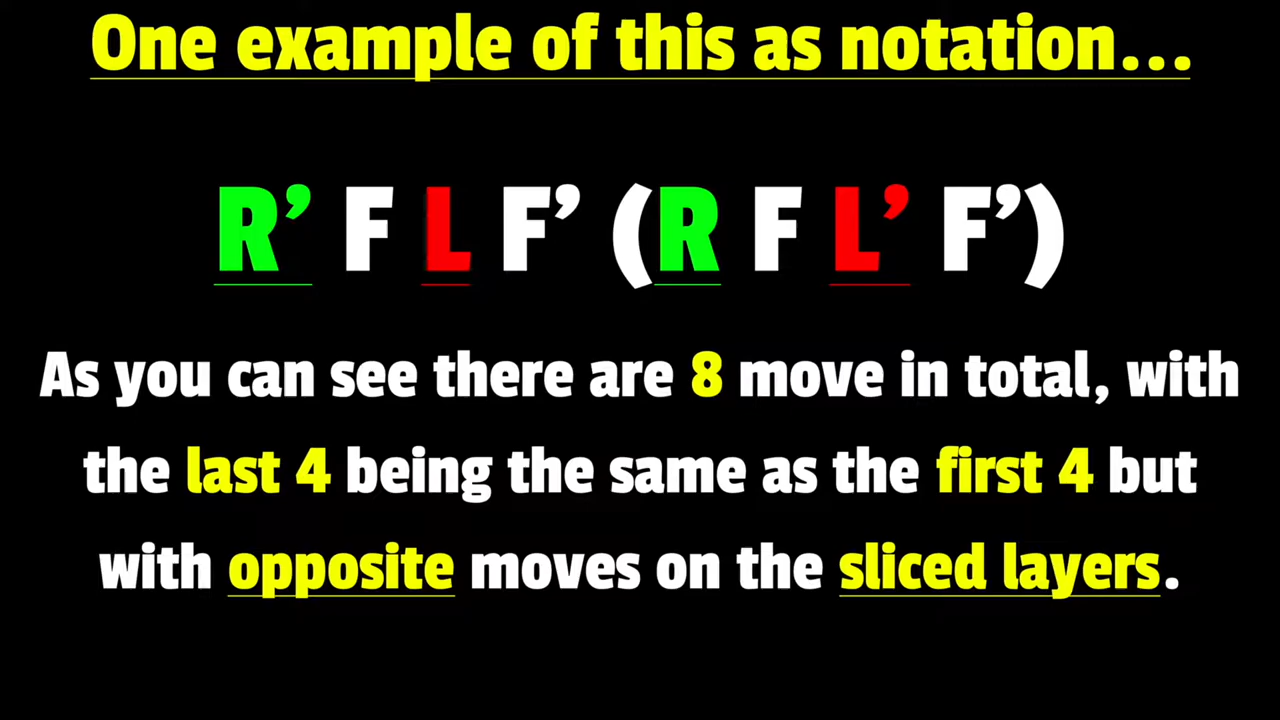 One example of this as notation...
R’ F L F’ (R F L’ F’)
As you can see there are 8 move in total, with
the last 4 being the same as the first 4 but
with opposite moves on the sliced layers.